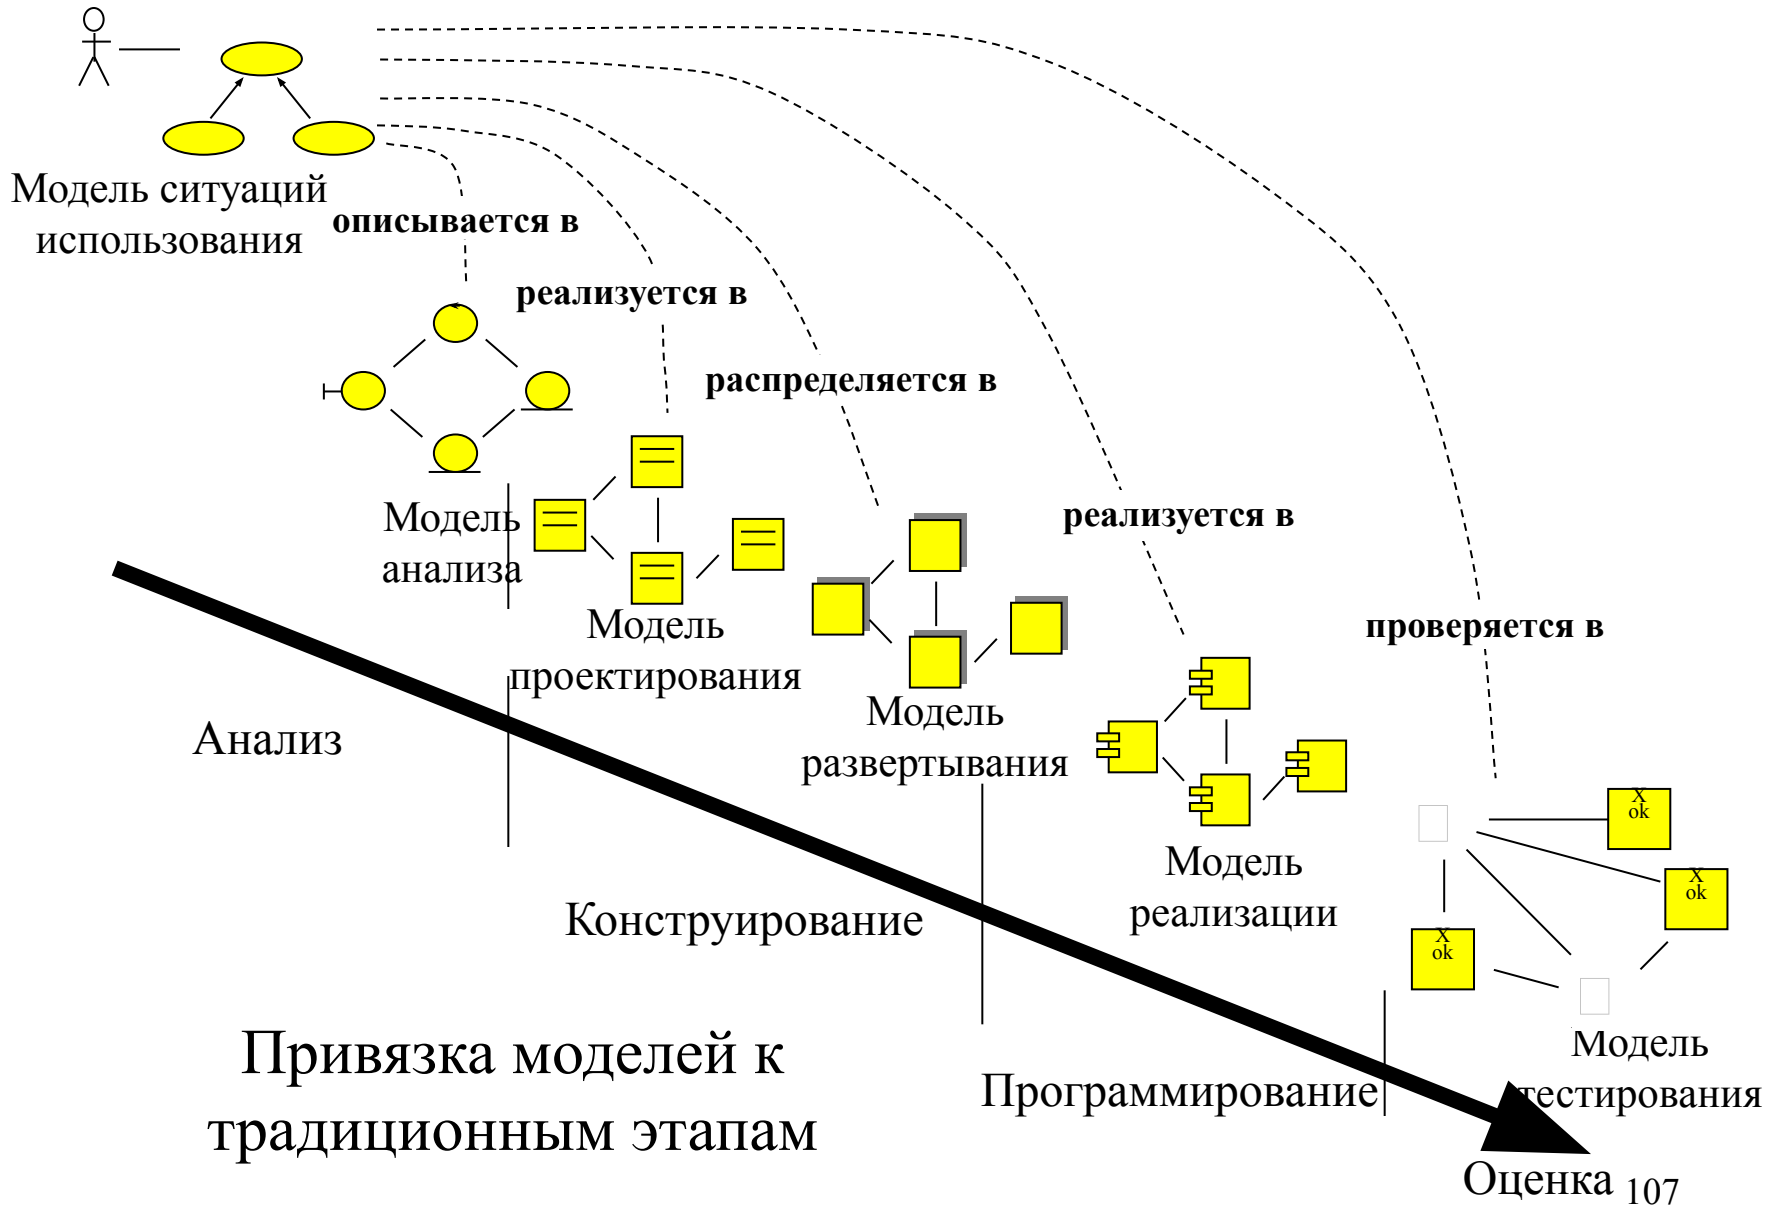 Модель ситуаций
использования
описывается в
реализуется в
распределяется в
реализуется в
проверяется в
Модель
анализа
Модель
проектирования
Модель
развертывания
Модель
реализации
X
ok
X
ok
X
ok
Модель
тестирования
Анализ
Конструирование
Программирование
Оценка
Привязка моделей к
традиционным этапам
107